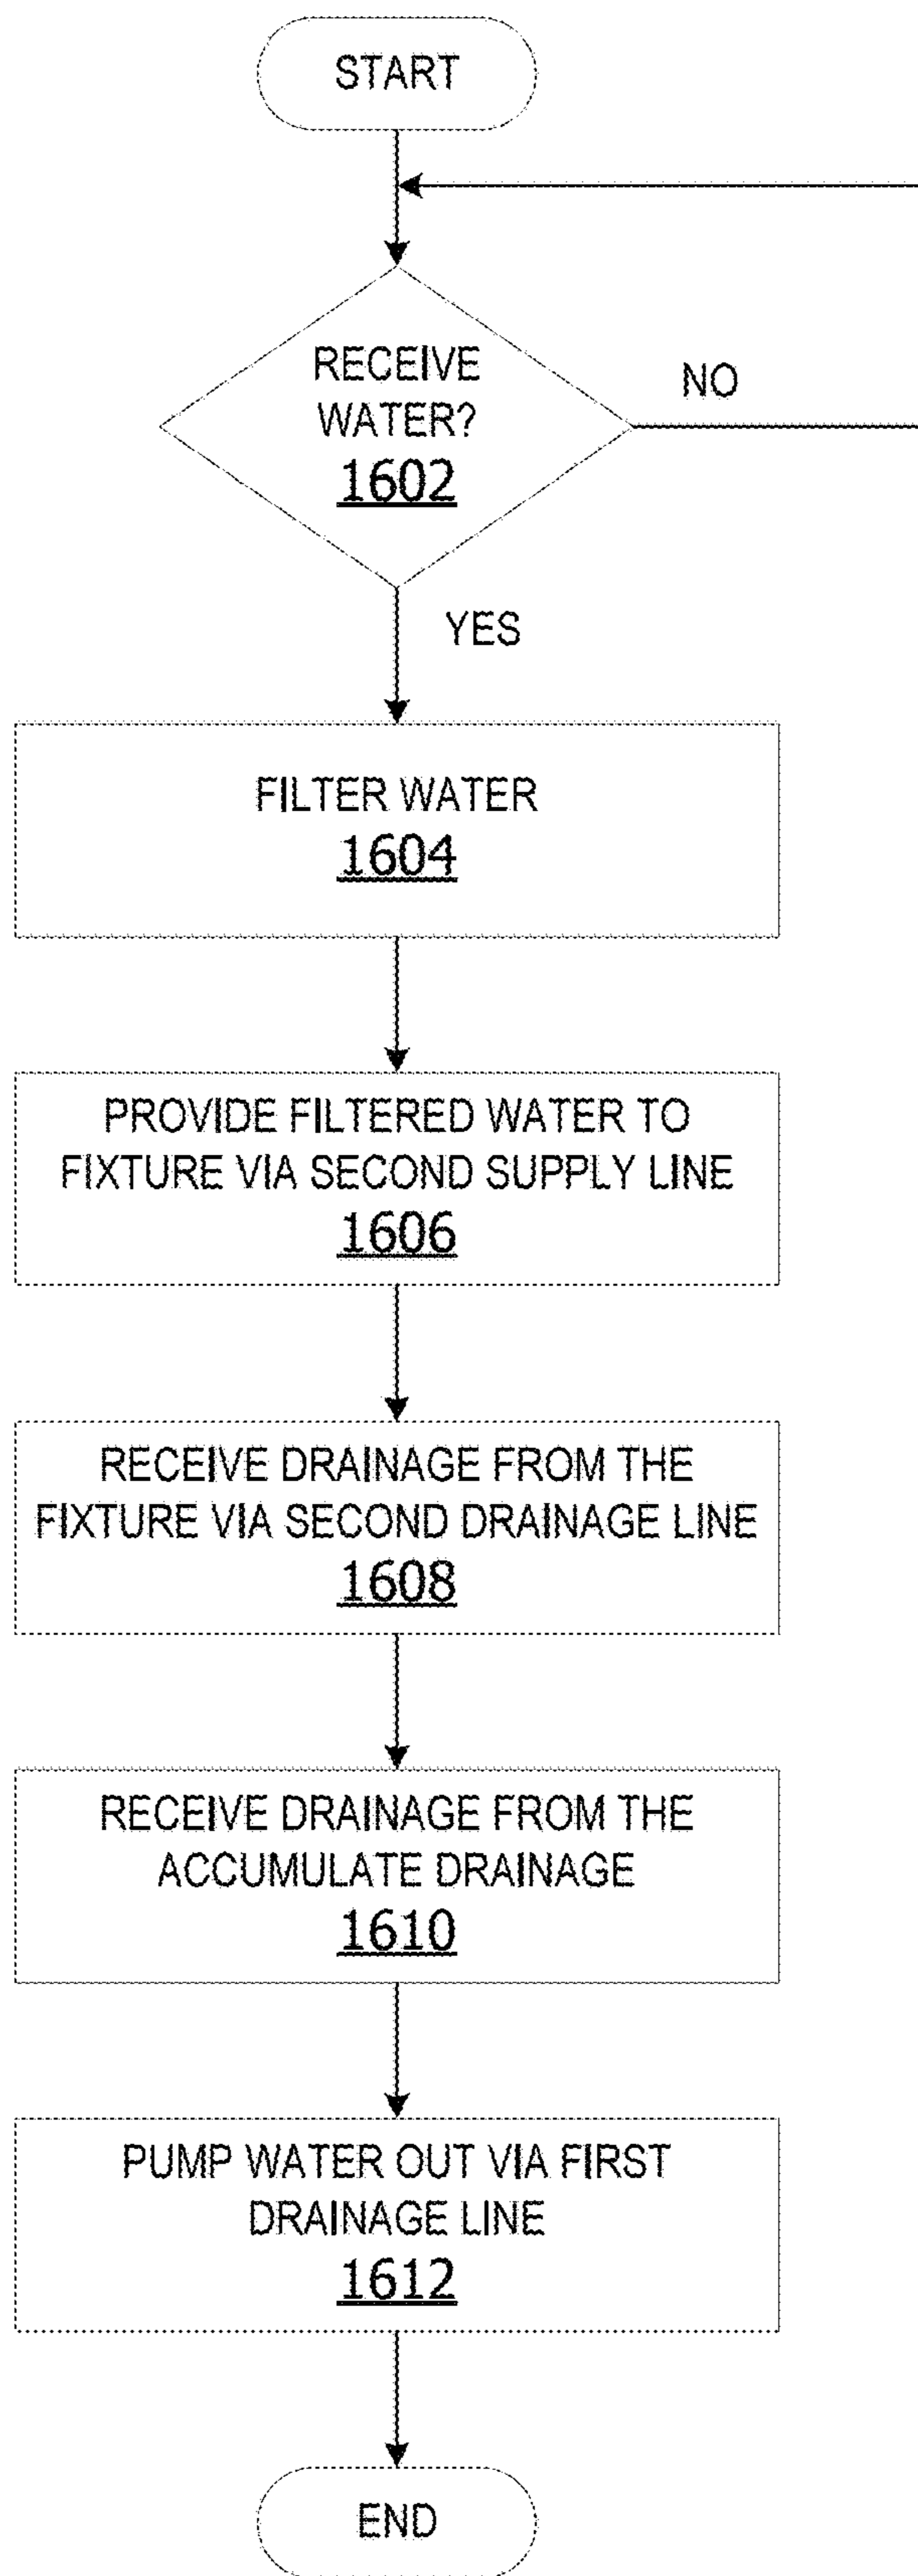 START
RECEIVE
WATER?
1602
NO
YES
FILTER WATER
1604
PROVIDE FILTERED WATER TO
FIXTURE VIA SECOND SUPPLY LINE
1606
RECEIVE DRAINAGE FROM THE
FIXTURE VIA SECOND DRAINAGE LINE
1608
RECEIVE DRAINAGE FROM THE
ACCUMULATE DRAINAGE
1610
PUMP WATER OUT VIA FIRST
DRAINAGE LINE
1612
END